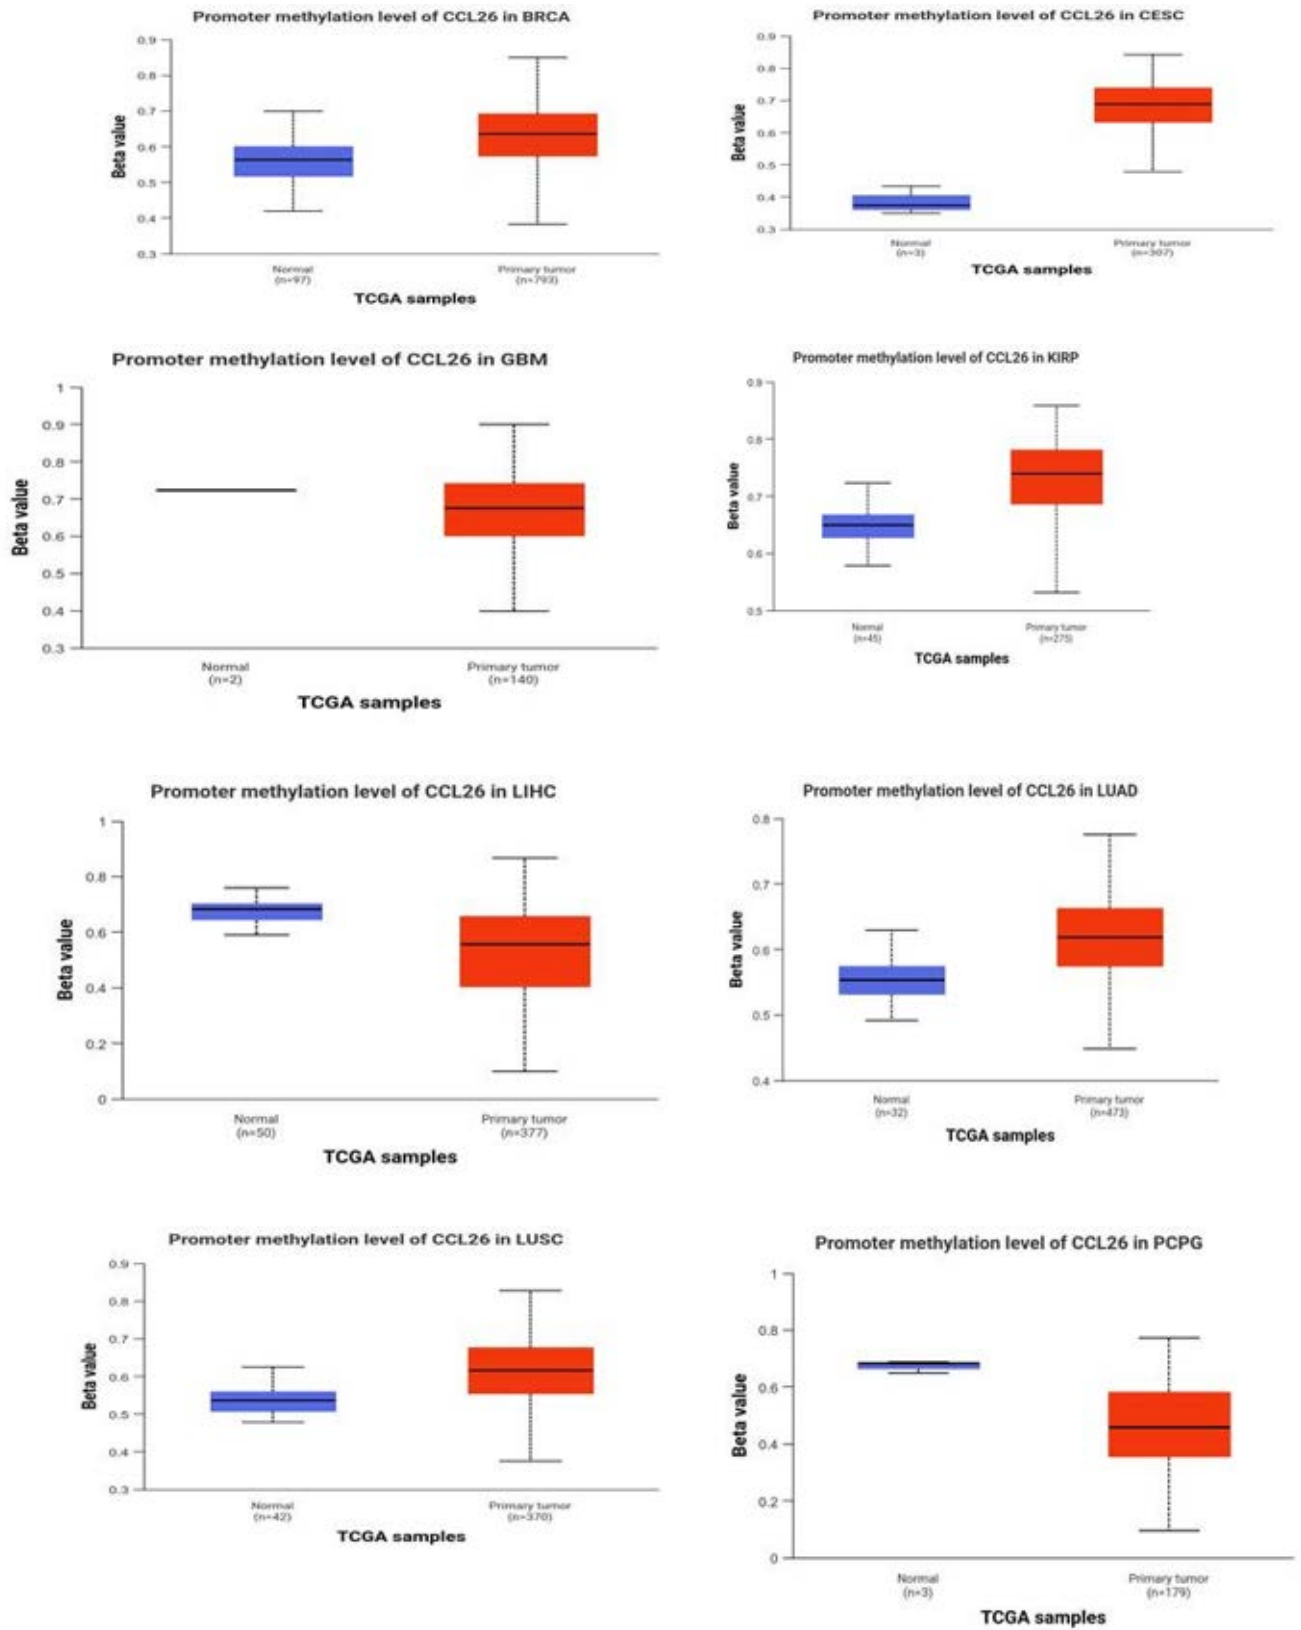 Promoter methylation level of CCL26 in BRCA
0.9
0.8
0.7
0.6
0.5
0.4
0.3
Beta value
Normal
(n=97)
Primary tumor
(n=793)
TCGA samples
Promoter methylation level of CCL26 in CESC
0.9
0.8
0.7
0.6
0.5
0.4
0.3
Beta value
Normal
(n=3)
Primary tumor
(n=307)
TCGA samples
Promoter methylation level of CCL26 in GBM
1
0.9
0.8
0.7
0.6
0.5
0.4
0.3
Beta value
Normal
(n=2)
Primary tumor
(n=140)
TCGA samples
Promoter methylation level of CCL26 in KIRP
0.9
0.8
0.7
0.6
0.5
Beta value
Normal
(n=45)
Primary tumor
(n=275)
TCGA samples
Promoter methylation level of CCL26 in LIHC
1
0.8
0.6
0.4
0.2
0
Beta value
Normal
(n=50)
Primary tumor
(n=377)
TCGA samples
Promoter methylation level of CCL26 in LUAD
0.8
0.7
0.6
0.5
0.4
Beta value
Normal
(n=32)
Primary tumor
(n=473)
TCGA samples
Promoter methylation level of CCL26 in LUSC
0.9
0.8
0.7
0.6
0.5
0.4
0.3
Beta value
Normal
(n=42)
Primary tumor
(n=370)
TCGA samples
Promoter methylation level of CCL26 in PCPG
1
0.8
0.6
0.4
0.2
0
Beta value
Normal
(n=3)
Primary tumor
(n=179)
TCGA samples